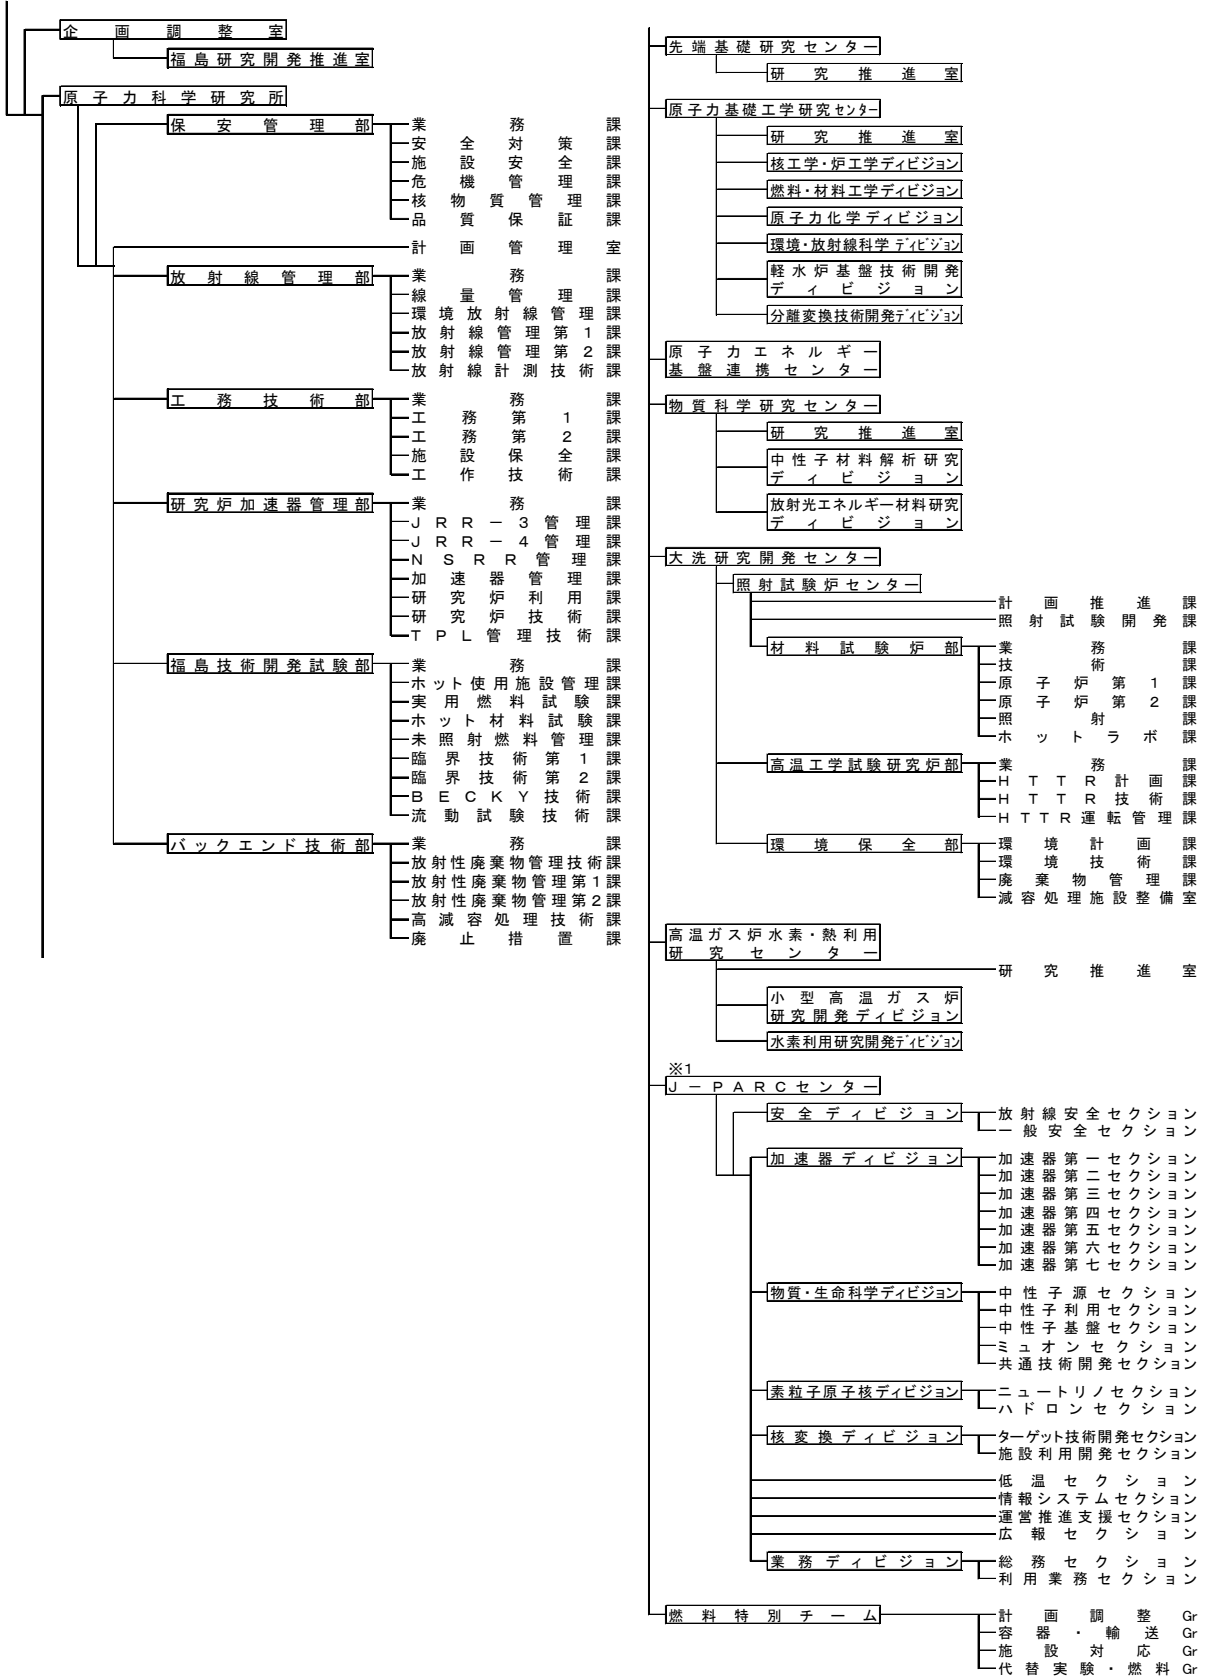 企画調整室
福島研究開発推進室
原子力科学研究所
保安管理部
業務課
安全対策課
施設安全課
危機管理課
核物質管理課
品質保証課
計画管理室
放射線管理部
業務課
線量管理課
環境放射線管理課
放射線管理第1課
放射線管理第2課
放射線計測技術課
工務技術部
業務課
工務第1課
工務第2課
施設保全課
工作技術課
研究炉加速器管理部
業務課
JRR－3管理課
JRR－4管理課
NSRR管理課
加速器管理課
研究炉利用課
研究炉技術課
TPL管理技術課
福島技術開発試験部
業務課
ホット使用施設管理課
実用燃料試験課
ホット材料試験課
未照射燃料管理課
臨界技術第1課
臨界技術第2課
BECKY技術課
流動試験技術課
バックエンド技術部
業務課
放射性廃棄物管理技術課
放射性廃棄物管理第1課
放射性廃棄物管理第2課
高減容処理技術課
廃止措置課
先端基礎研究センター
研究推進室
原子力基礎工学研究センター
研究推進室
核工学・炉工学ディビジョン
燃料・材料工学ディビジョン
原子力化学ディビジョン
環境・放射線科学ディビジョン
軽水炉基盤技術開発
ディビジョン
分離変換技術開発ディビジョン
原子力エネルギー
基盤連携センター
物質科学研究センター
研究推進室
中性子材料解析研究
ディビジョン
放射光エネルギー材料研究
ディビジョン
大洗研究開発センター
照射試験炉センター
計画推進課
照射試験開発課
材料試験炉部
業務課
技術課
原子炉第1課
原子炉第2課
照射課
ホットラボ課
高温工学試験研究炉部
業務課
HTTR計画課
HTTR技術課
HTTR運転管理課
環境保全部
環境計画課
環境技術課
廃棄物管理課
減容処理施設整備室
高温ガス炉水素・熱利用
研究センター
研究推進室
小型高温ガス炉
研究開発ディビジョン
水素利用研究開発ディビジョン
※1
J－PARCセンター
安全ディビジョン
放射線安全セクション
一般安全セクション
加速器ディビジョン
加速器第一セクション
加速器第二セクション
加速器第三セクション
加速器第四セクション
加速器第五セクション
加速器第六セクション
加速器第七セクション
物質・生命科学ディビジョン
中性子源セクション
中性子利用セクション
中性子基盤セクション
ミュオンセクション
共通技術開発セクション
素粒子原子核ディビジョン
ニュートリノセクション
ハドロンセクション
核変換ディビジョン
ターゲット技術開発セクション
施設利用開発セクション
低温セクション
情報システムセクション
運営推進支援セクション
広報セクション
業務ディビジョン
総務セクション
利用業務セクション
燃料特別チーム
計画調整Gr
容器・輸送Gr
施設対応Gr
代替実験・燃料Gr